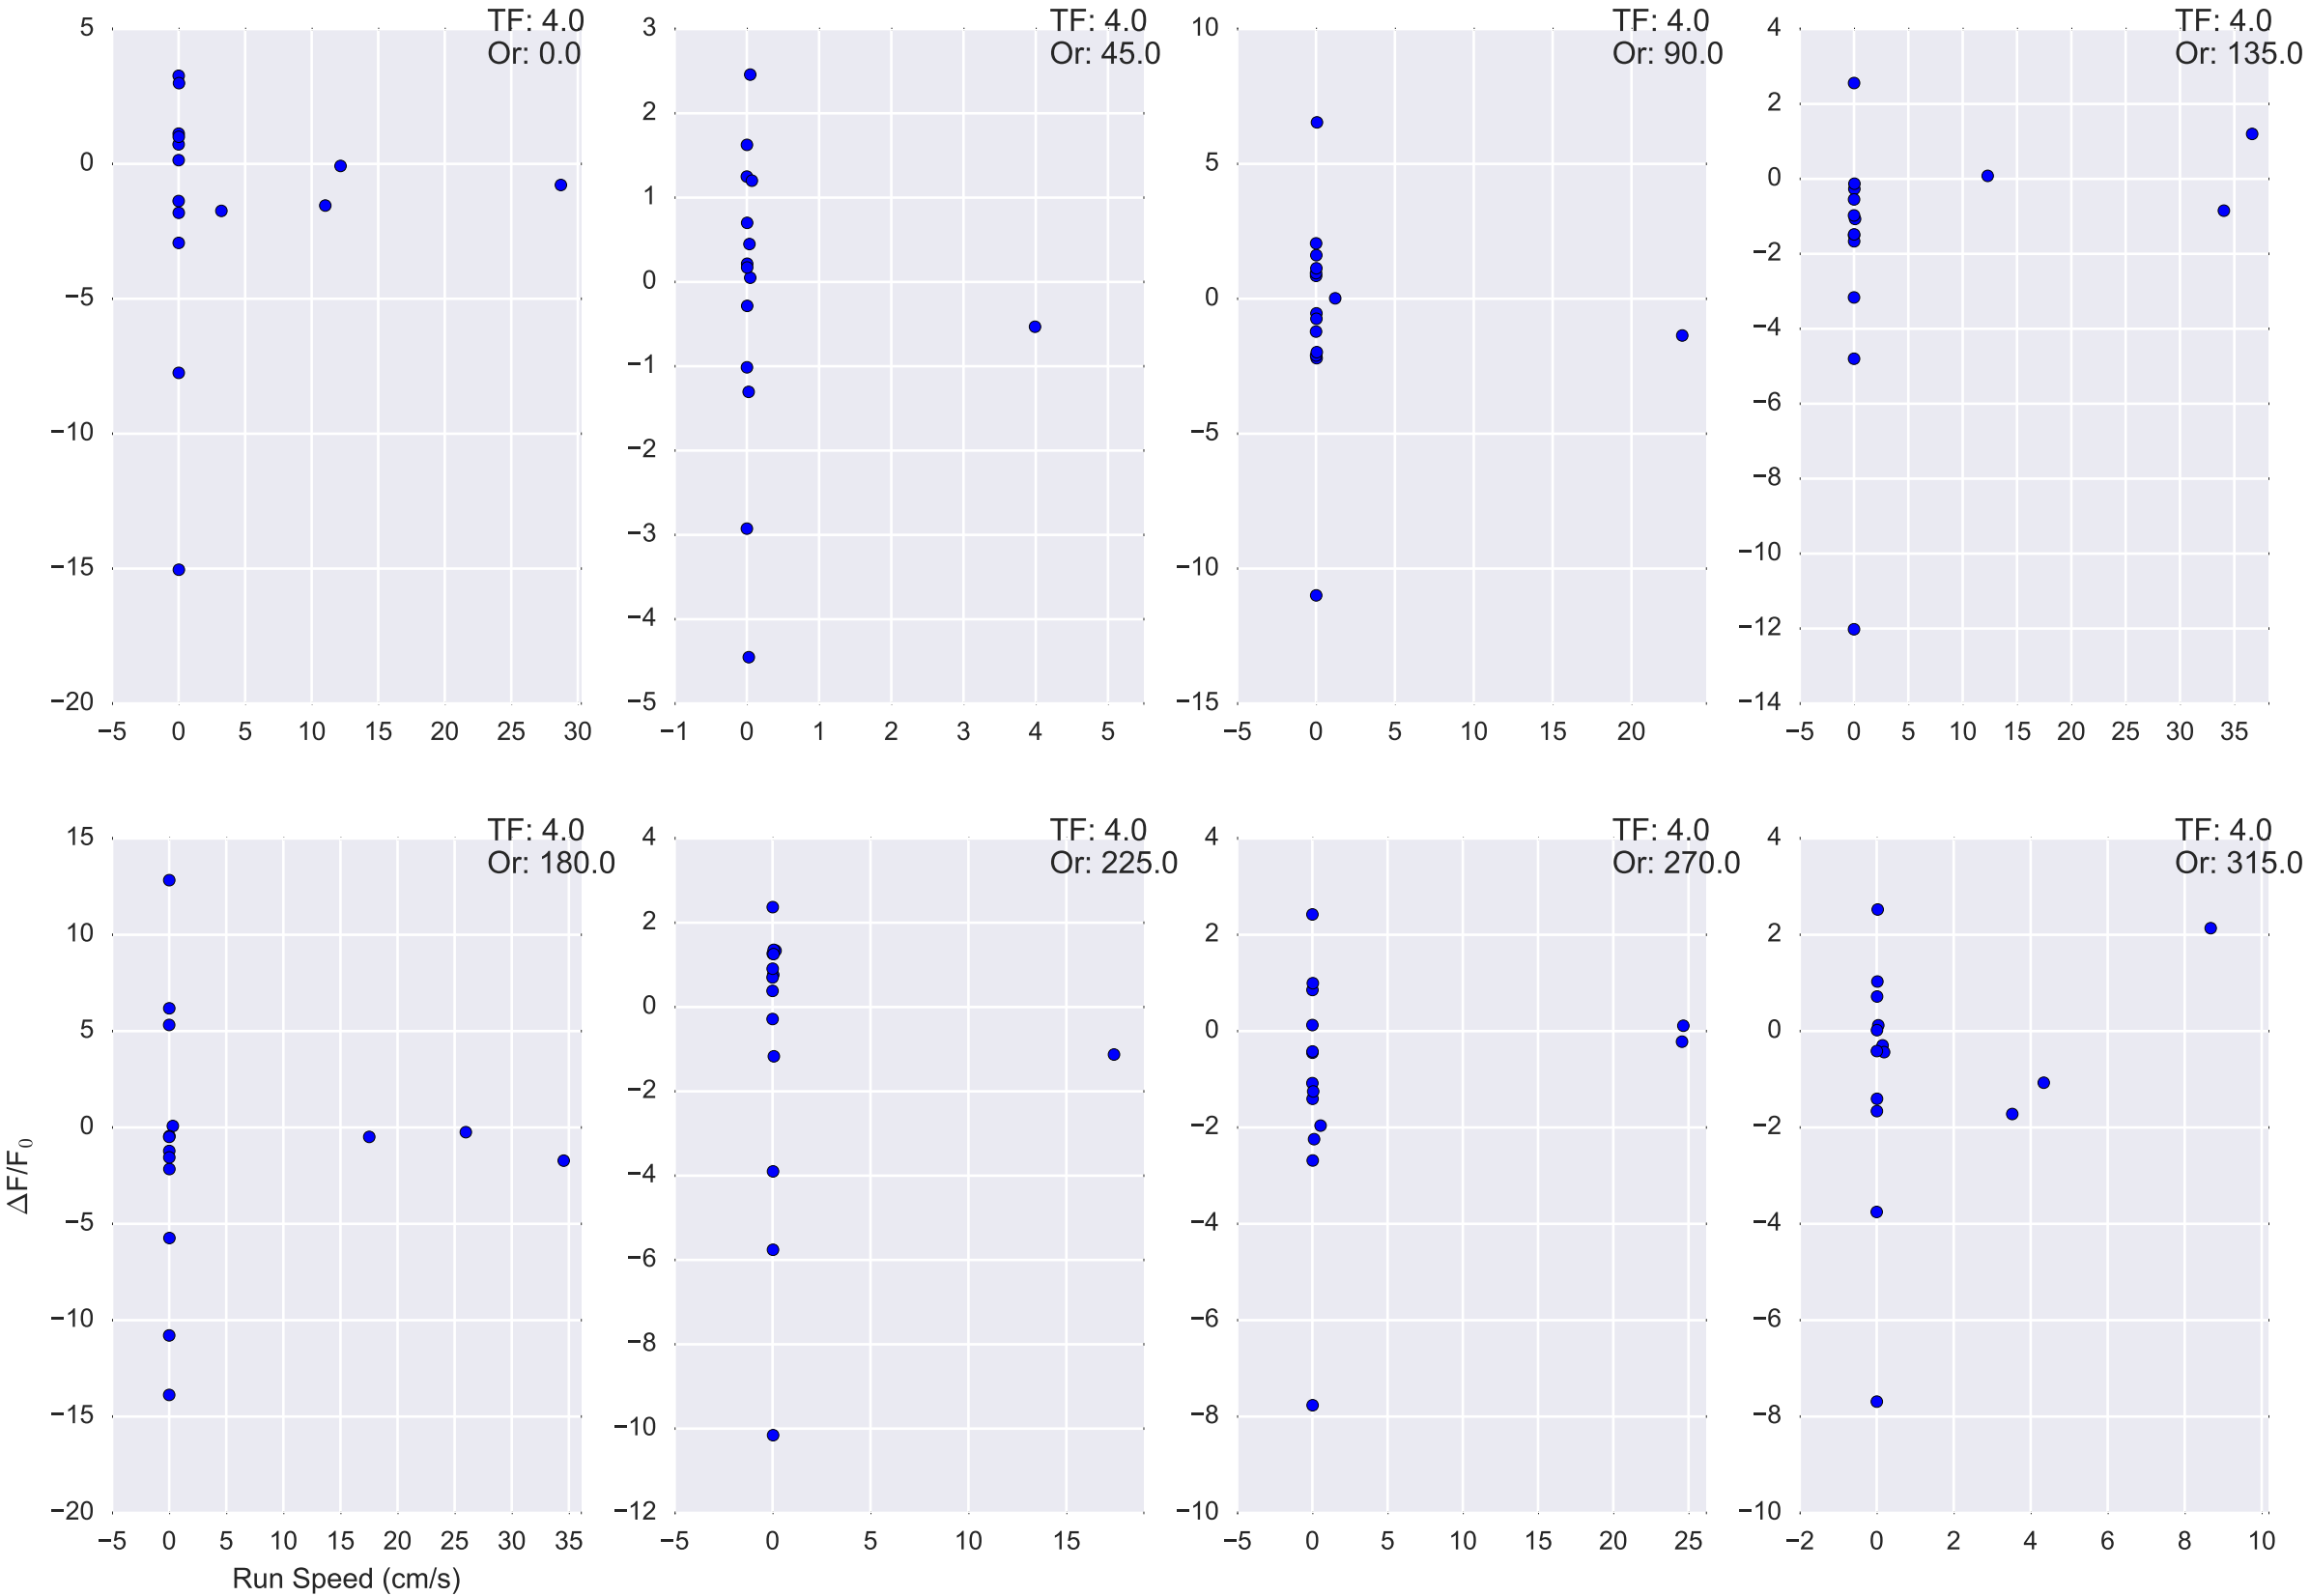 TF: 4.0
Or: 0.0
5
0
−5
−10
−15
−20
−5 0 5 10 15 20 25 30
TF: 4.0
Or: 45.0
3
2
1
0
−1
−2
−3
−4
−5
−1 0 1 2 3 4 5
TF: 4.0
Or: 90.0
10
5
0
−5
−10
−15
−5 0 5 10 15 20
TF: 4.0
Or: 135.0
4
2
0
−2
−4
−6
−8
−10
−12
−14
−5 0 5 10 15 20 25 30 35
TF: 4.0
Or: 180.0
15
10
5
0
−5
−10
−15
−20
−5 0 5 10 15 20 25 30 35
ΔF/F₀
Run Speed (cm/s)
TF: 4.0
Or: 225.0
4
2
0
−2
−4
−6
−8
−10
−12
−5 0 5 10 15
TF: 4.0
Or: 270.0
4
2
0
−2
−4
−6
−8
−10
−5 0 5 10 15 20 25
TF: 4.0
Or: 315.0
4
2
0
−2
−4
−6
−8
−10
−2 0 2 4 6 8 10